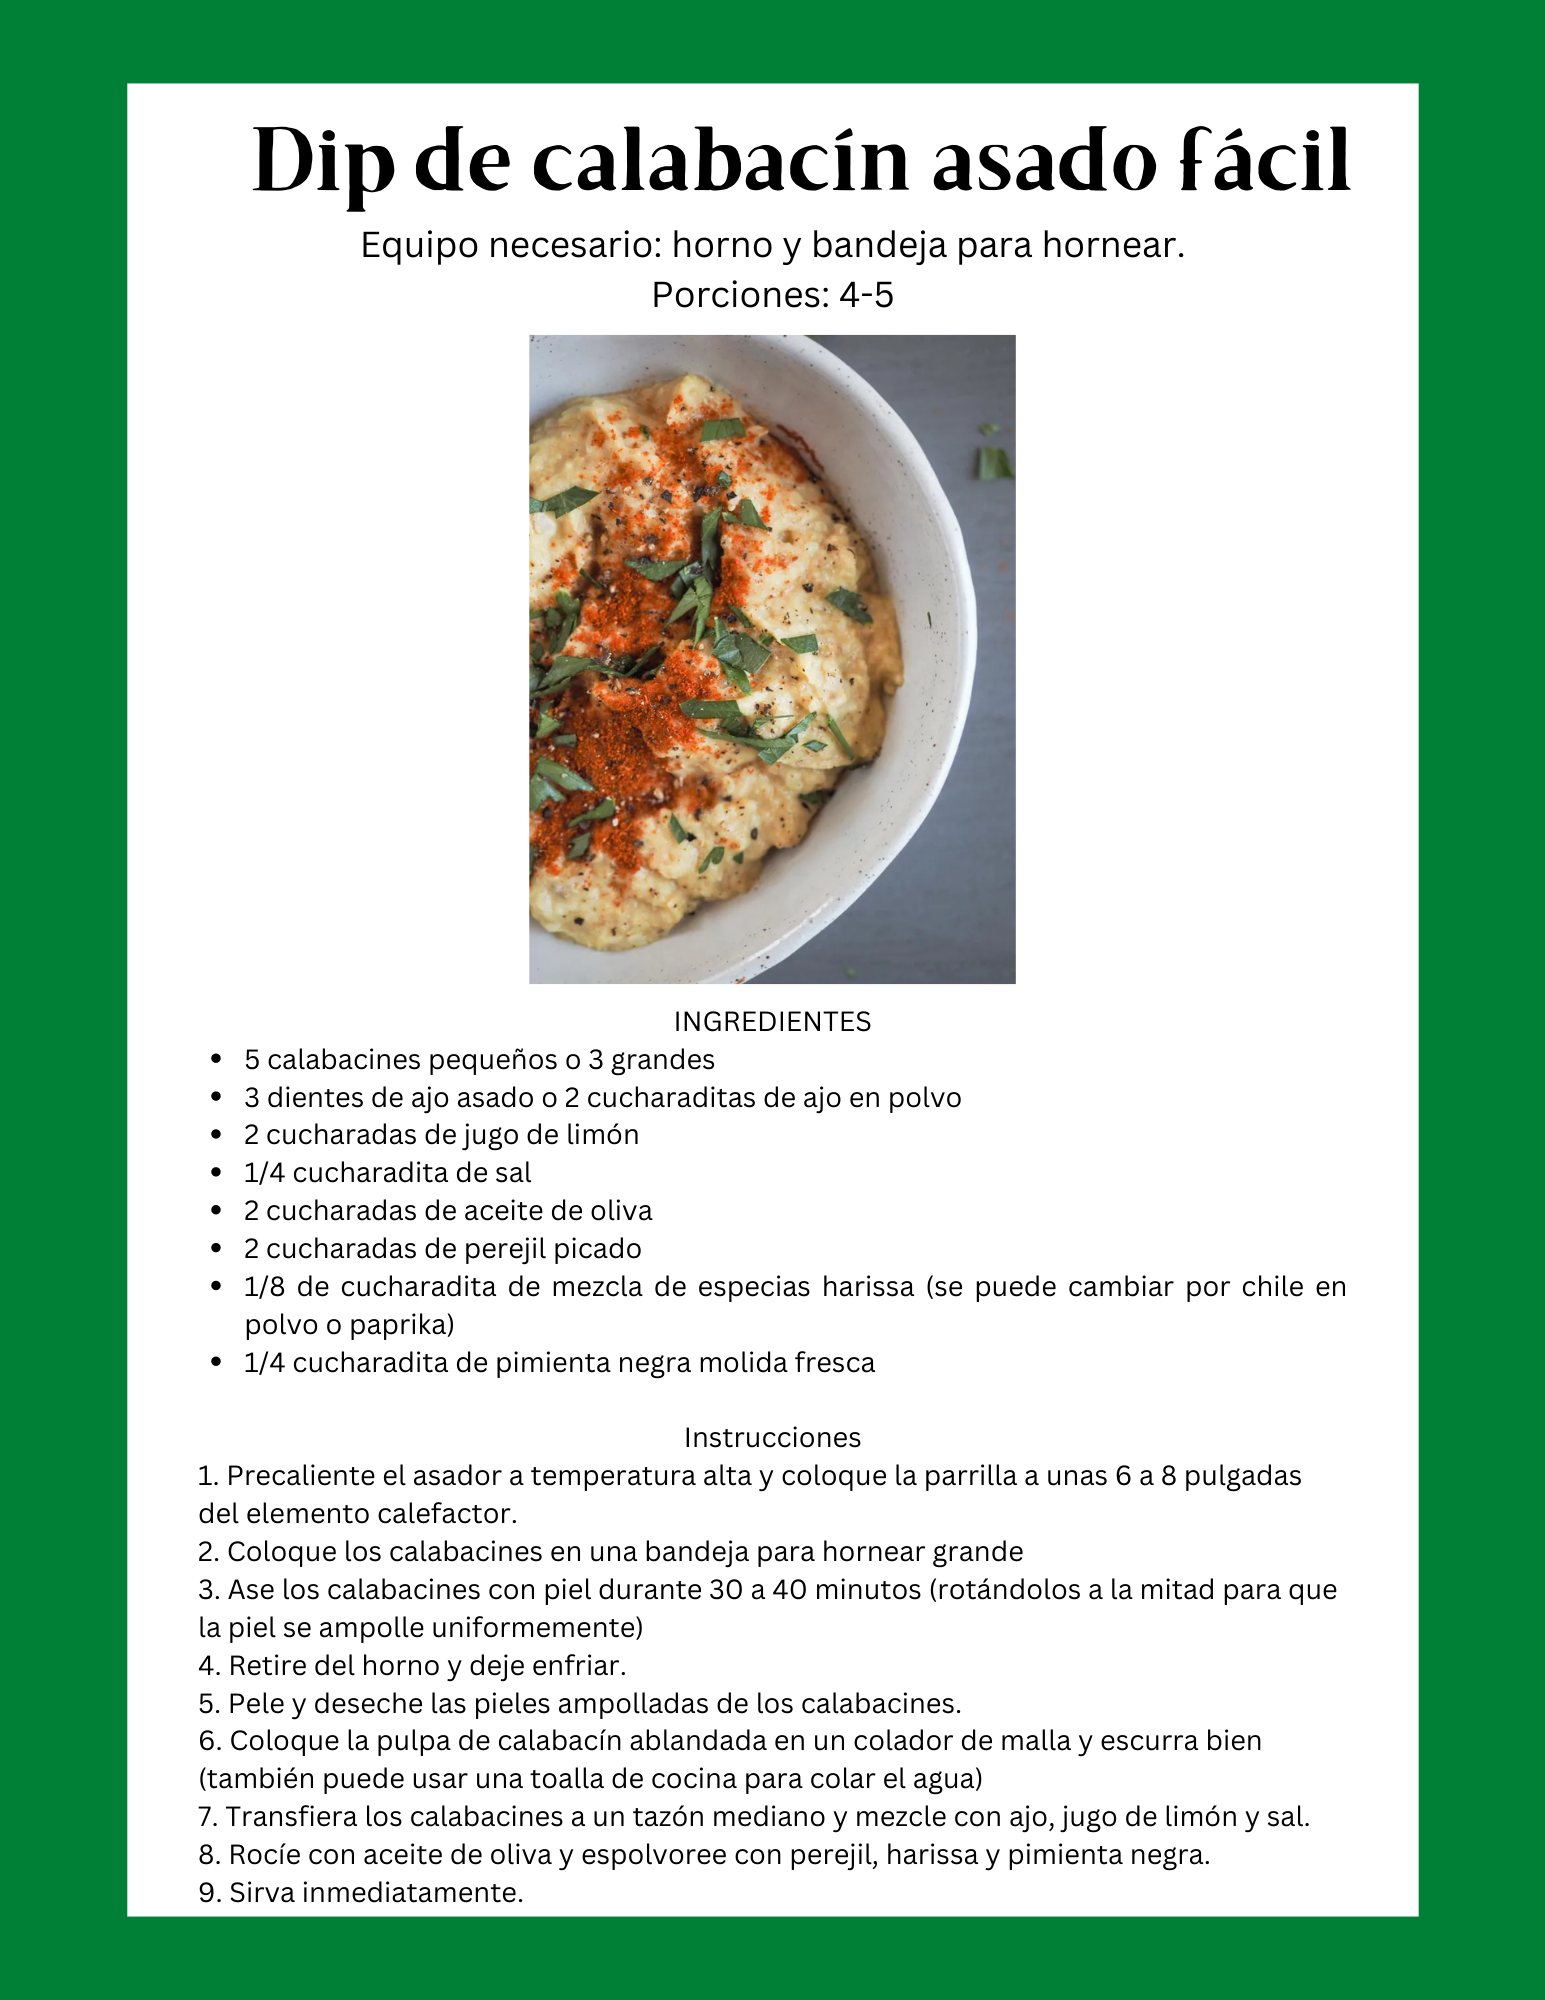 Dip de calabacín asado fácil
Equipo necesario: horno y bandeja para hornear.
Porciones: 4-5
INGREDIENTES
• 5 calabacines pequeños o 3 grandes
• 3 dientes de ajo asado o 2 cucharaditas de ajo en polvo
• 2 cucharadas de jugo de limón
• 1/4 cucharadita de sal
• 2 cucharadas de aceite de oliva
• 2 cucharadas de perejil picado
• 1/8 de cucharadita de mezcla de especias harissa (se puede cambiar por chile en
polvo o paprika)
• 1/4 cucharadita de pimienta negra molida fresca
Instrucciones
1. Precaliente el asador a temperatura alta y coloque la parrilla a unas 6 a 8 pulgadas
del elemento calefactor.
2. Coloque los calabacines en una bandeja para hornear grande
3. Ase los calabacines con piel durante 30 a 40 minutos (rotándolos a la mitad para que
la piel se ampolle uniformemente)
4. Retire del horno y deje enfriar.
5. Pele y deseche las pieles ampolladas de los calabacines.
6. Coloque la pulpa de calabacín ablandada en un colador de malla y escurra bien
(también puede usar una toalla de cocina para colar el agua)
7. Transfiera los calabacines a un tazón mediano y mezcle con ajo, jugo de limón y sal.
8. Rocíe con aceite de oliva y espolvoree con perejil, harissa y pimienta negra.
9. Sirva inmediatamente.